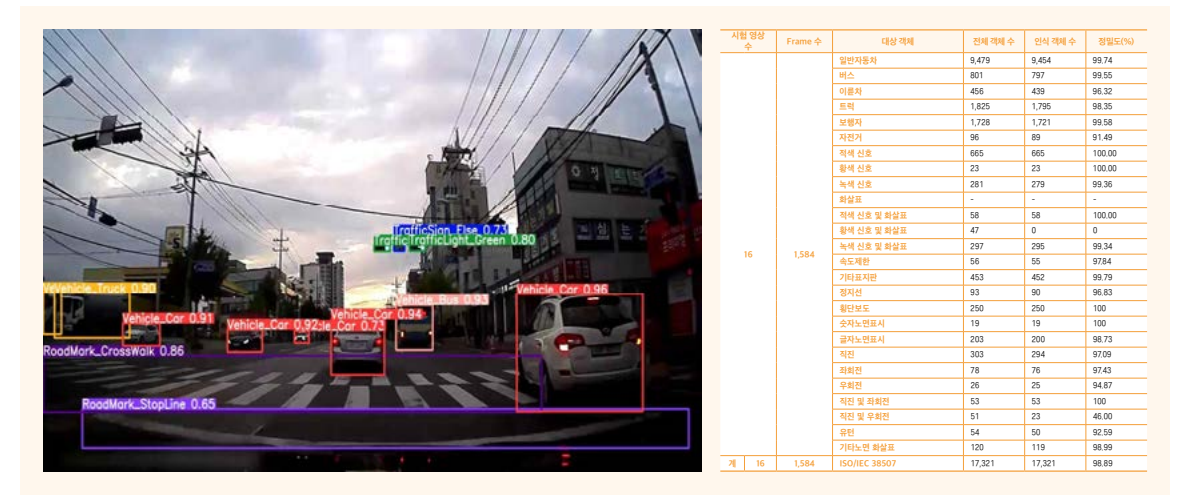 TrafficSign_Else 0.73
TrafficLight_Green 0.80
Vehicle_Truck 0.90
Vehicle_Car 0.91
Vehicle_Car 0.92
Vehicle_Car 0.73
Vehicle_Car 0.94
Vehicle_Bus 0.93
Vehicle_Car 0.96
RoadMark_CrossWalk 0.86
RoadMark_StopLine 0.65
시험 영상 수 Frame 수 대상 객체 전체 객체 수 인식 객체 수 정밀도(%)
16 1,584
일반자동차 9,479 9,454 99.74
버스 801 797 99.55
이륜차 456 439 96.32
트럭 1,825 1,795 98.35
보행자 1,728 1,721 99.58
자전거 96 89 91.49
적색 신호 665 665 100.00
황색 신호 23 23 100.00
녹색 신호 281 279 99.36
화살표 - - -
적색 신호 및 화살표 58 58 100.00
황색 신호 및 화살표 47 0 0
녹색 신호 및 화살표 297 295 99.34
속도제한 56 55 97.84
기타표지판 453 452 99.79
정지선 93 90 96.83
횡단보도 250 250 100
숫자노면표시 19 19 100
글자노면표시 203 200 98.73
직진 303 294 97.09
좌회전 78 76 97.43
우회전 26 25 94.87
직진 및 좌회전 53 53 100
직진 및 우회전 51 23 46.00
유턴 54 50 92.59
기타노면 화살표 120 119 98.99
계 16 1,584 ISO/IEC 38507 17,321 17,321 98.89